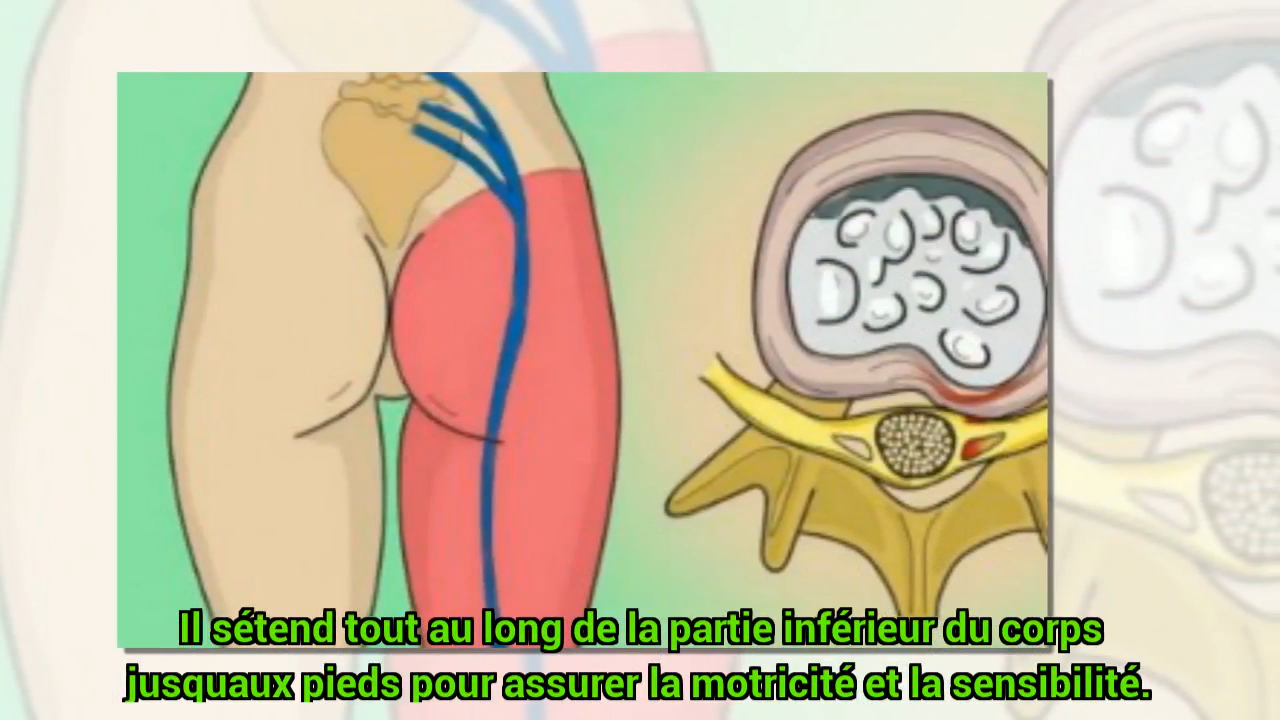 Il sétend tout au long de la partie inférieur du corps
jusquaux pieds pour assurer la motricité et la sensibilité.